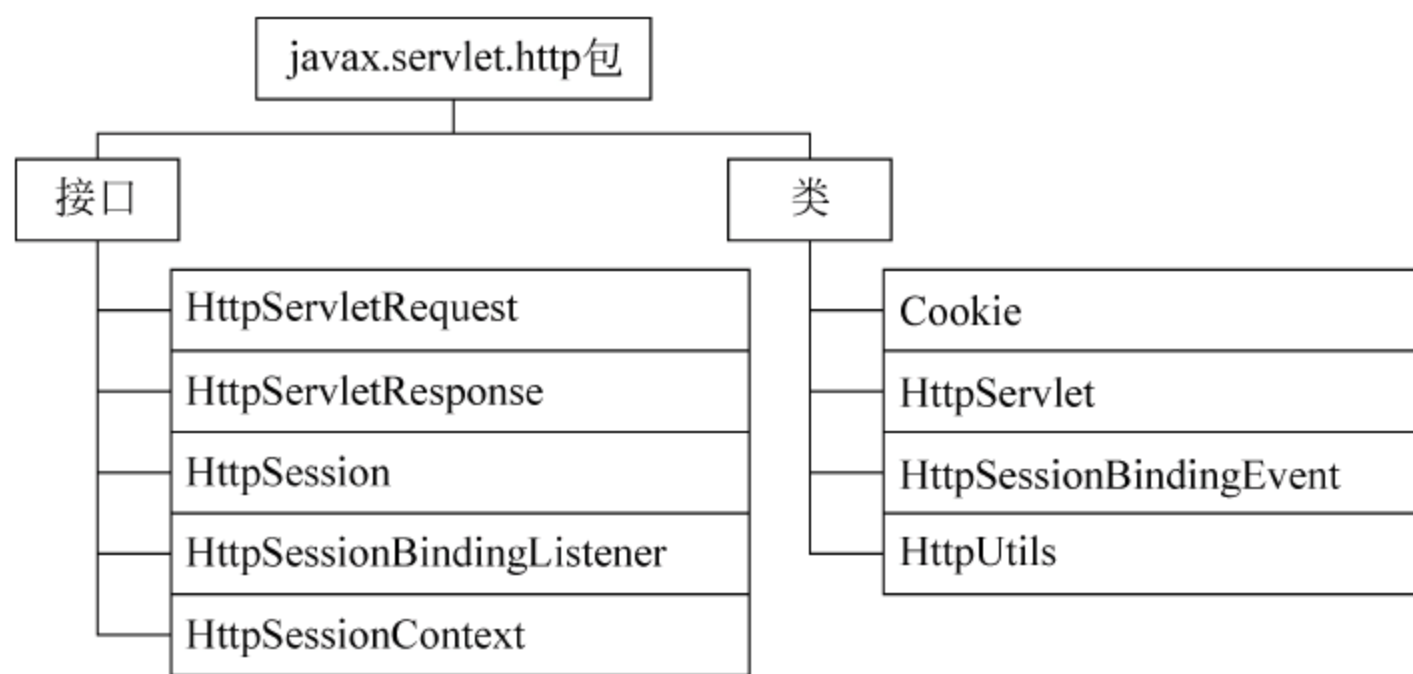 javax.servlet.http包
接口
类
HttpServletRequest
HttpServletResponse
HttpSession
HttpSessionBindingListener
HttpSessionContext
Cookie
HttpServlet
HttpSessionBindingEvent
HttpUtils